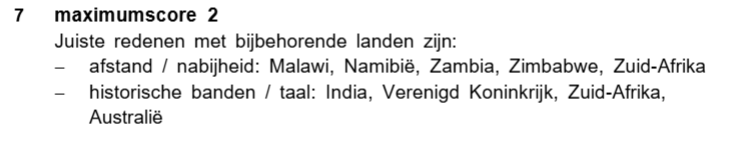 7 maximumscore 2
Juiste redenen met bijbehorende landen zijn:
– afstand / nabijheid: Malawi, Namibië, Zambia, Zimbabwe, Zuid-Afrika
– historische banden / taal: India, Verenigd Koninkrijk, Zuid-Afrika,
Australië